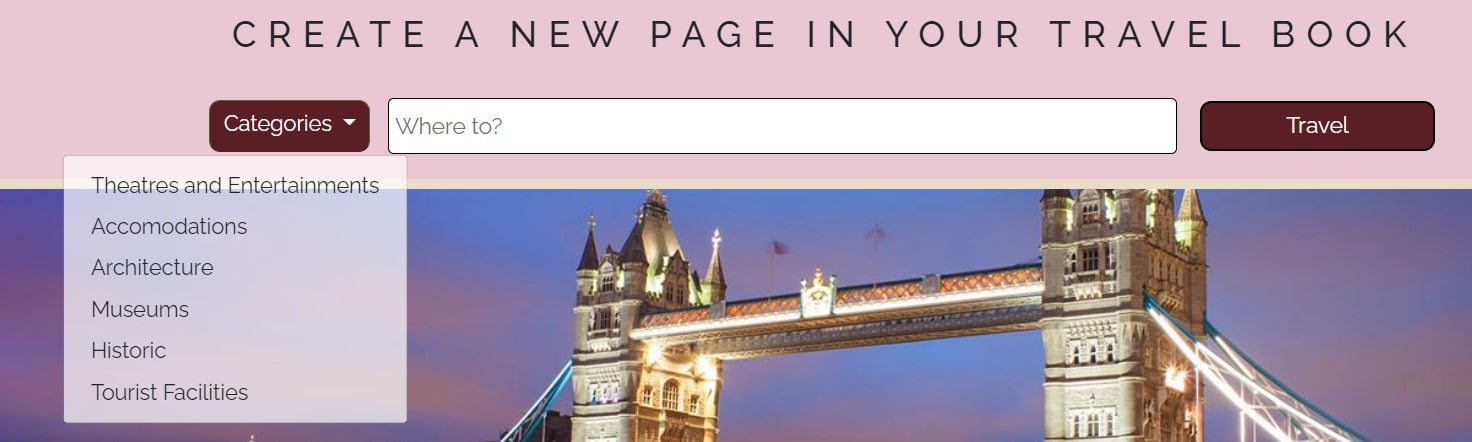 CREATE A NEW PAGE IN YOUR TRAVEL BOOK
Categories Where to? Travel
Theatres and Entertainments
Accomodations
Architecture
Museums
Historic
Tourist Facilities